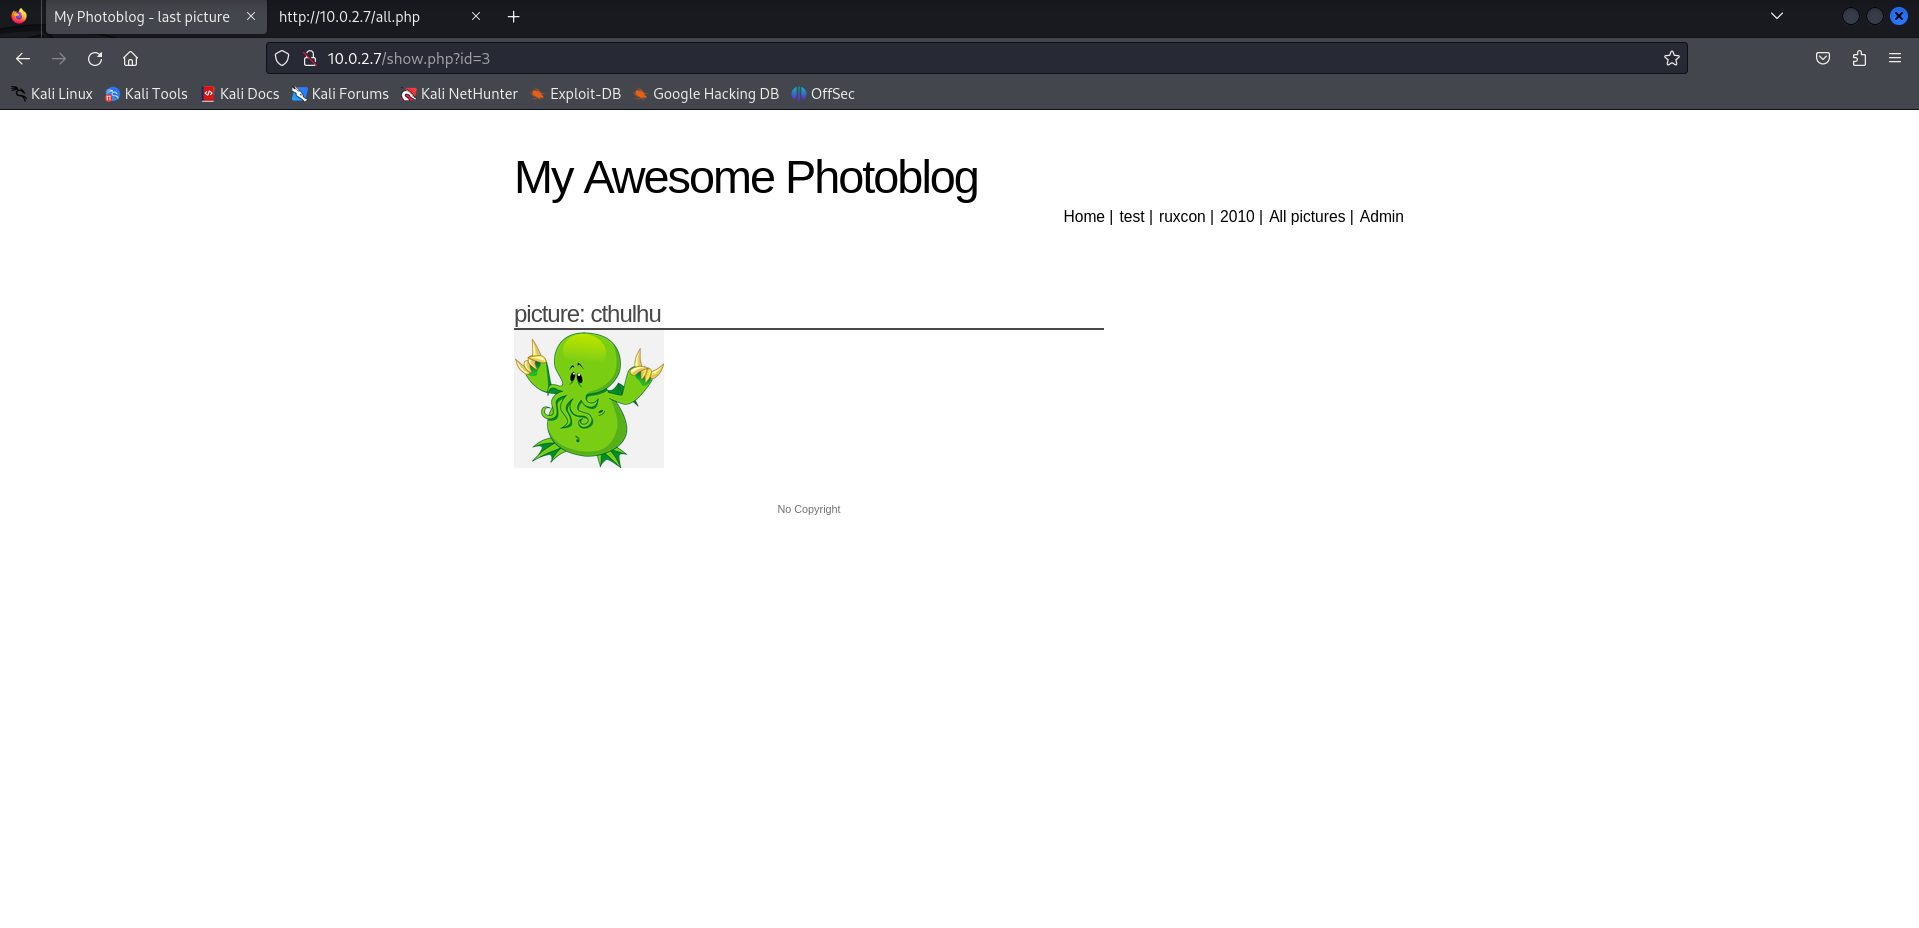 My Photoblog - last picture http://10.0.2.7/all.php
10.0.2.7/show.php?id=3
Kali Linux Kali Tools Kali Docs Kali Forums Kali NetHunter Exploit-DB Google Hacking DB OffSec
My Awesome Photoblog
Home | test | ruxcon | 2010 | All pictures | Admin
picture: cthulhu
No Copyright